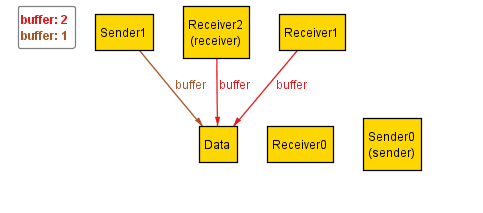 buffer: 2
buffer: 1
Sender1
Receiver2
(receiver)
Receiver1
buffer
buffer
buffer
Data
Receiver0
Sender0
(sender)